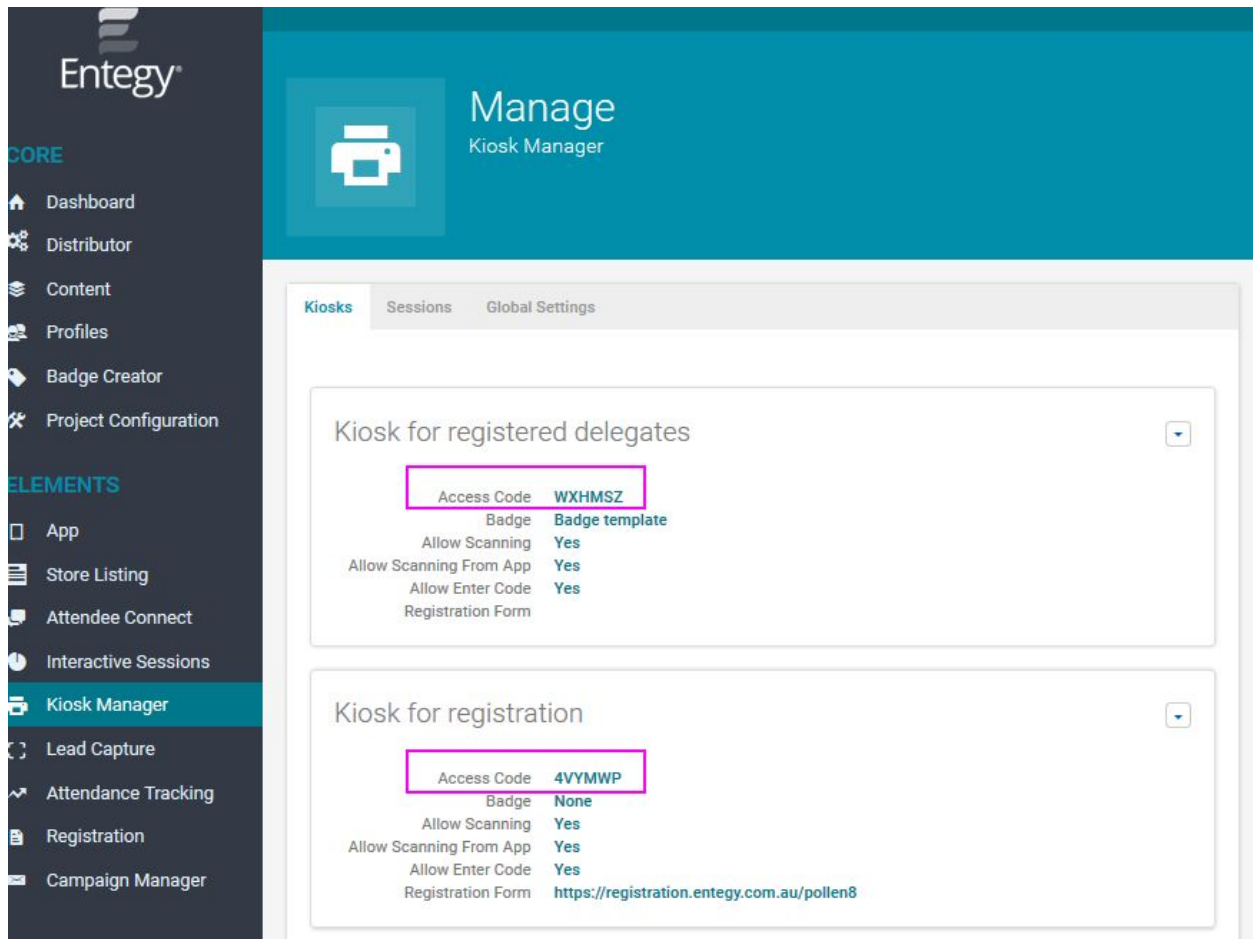 Entegy
CORE
Dashboard
Distributor
Content
Profiles
Badge Creator
Project Configuration
ELEMENTS
App
Store Listing
Attendee Connect
Interactive Sessions
Kiosk Manager
Lead Capture
Attendance Tracking
Registration
Campaign Manager
Manage
Kiosk Manager
Kiosks Sessions Global Settings
Kiosk for registered delegates
Access Code WXHMSZ
Badge Badge template
Allow Scanning Yes
Allow Scanning From App Yes
Allow Enter Code Yes
Registration Form
Kiosk for registration
Access Code 4VYMWP
Badge None
Allow Scanning Yes
Allow Scanning From App Yes
Allow Enter Code Yes
Registration Form https://registration.entegy.com.au/pollen8